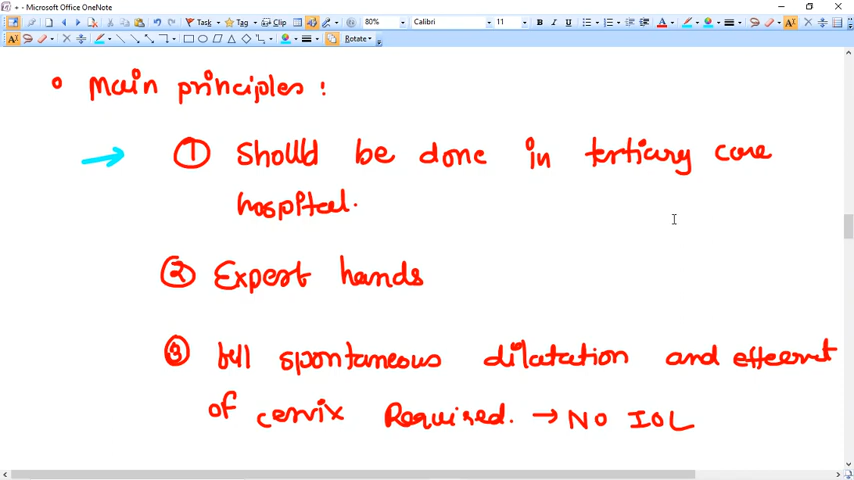 - Microsoft Office OneNote
Task Tag Clip 80% Calibri 11 B I U A
Rotate
Main principles :
→ ① Should be done in tertiary care
hospital.
② Expert hands
③ full spontaneous dilatation and
of cervix Required. → NO IOL